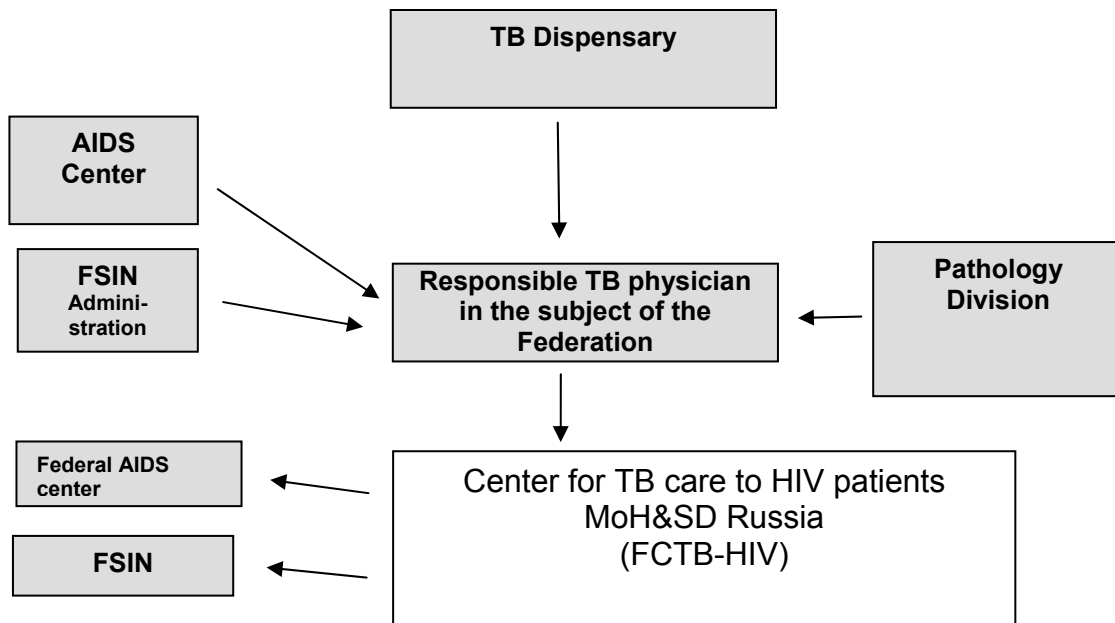 TB Dispensary
AIDS
Center
FSIN
Admini-
stration
Responsible TB physician
in the subject of the
Federation
Pathology
Division
Federal AIDS
center
FSIN
Center for TB care to HIV patients
MoH&SD Russia
(FCTB-HIV)